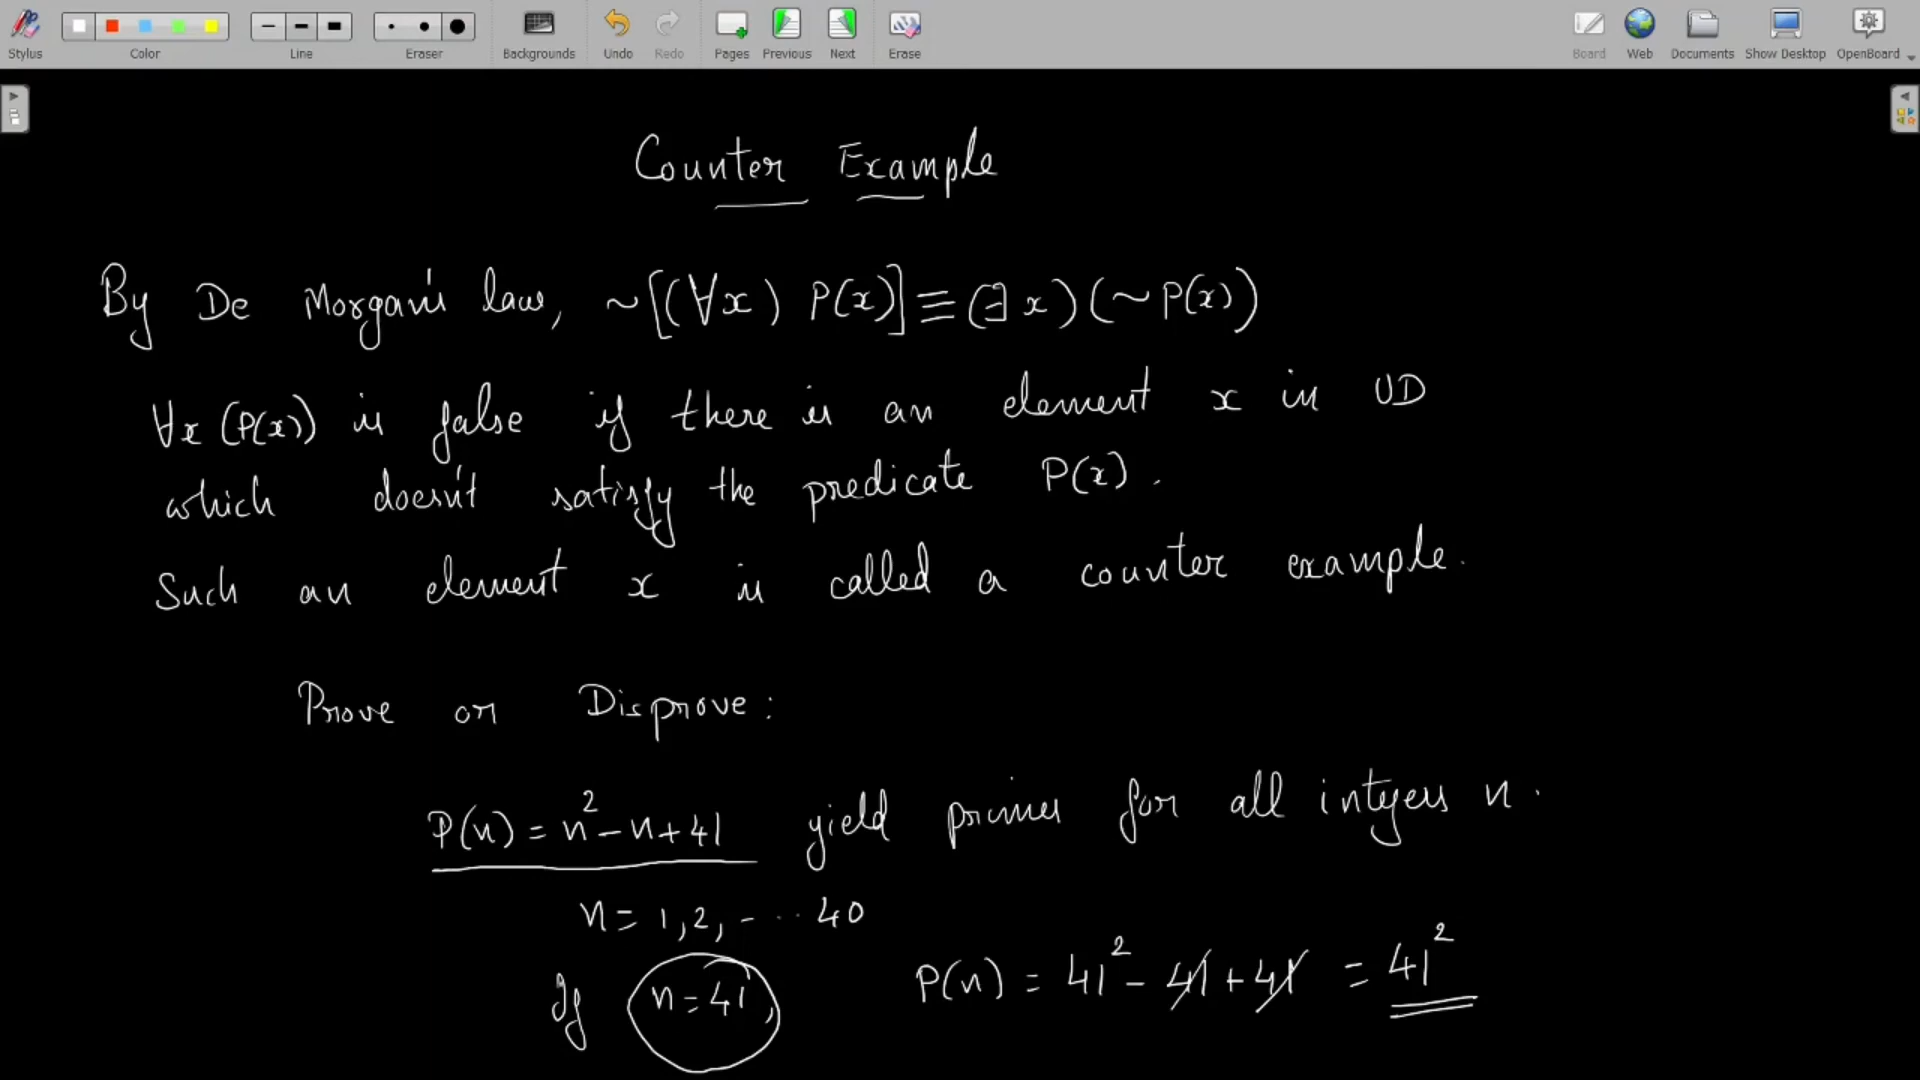 Stylus Color Line Eraser Backgrounds Undo Redo Pages Previous Next Erase Board Web Documents Show Desktop OpenBoard
Counter Example
By De Morgan's law, ~[(∀x) P(x)] ≡ (∃ x) (~P(x))
∀x (P(x)) is false if there is an element x in UD
which doesn't satisfy the predicate P(x).
Such an element x is called a counter example.
Prove or Disprove:
P(n) = n² - n + 41 yield primes for all integers n.
n = 1, 2, - ... 40
If n = 41, P(n) = 41² - 41 + 41 = 41²